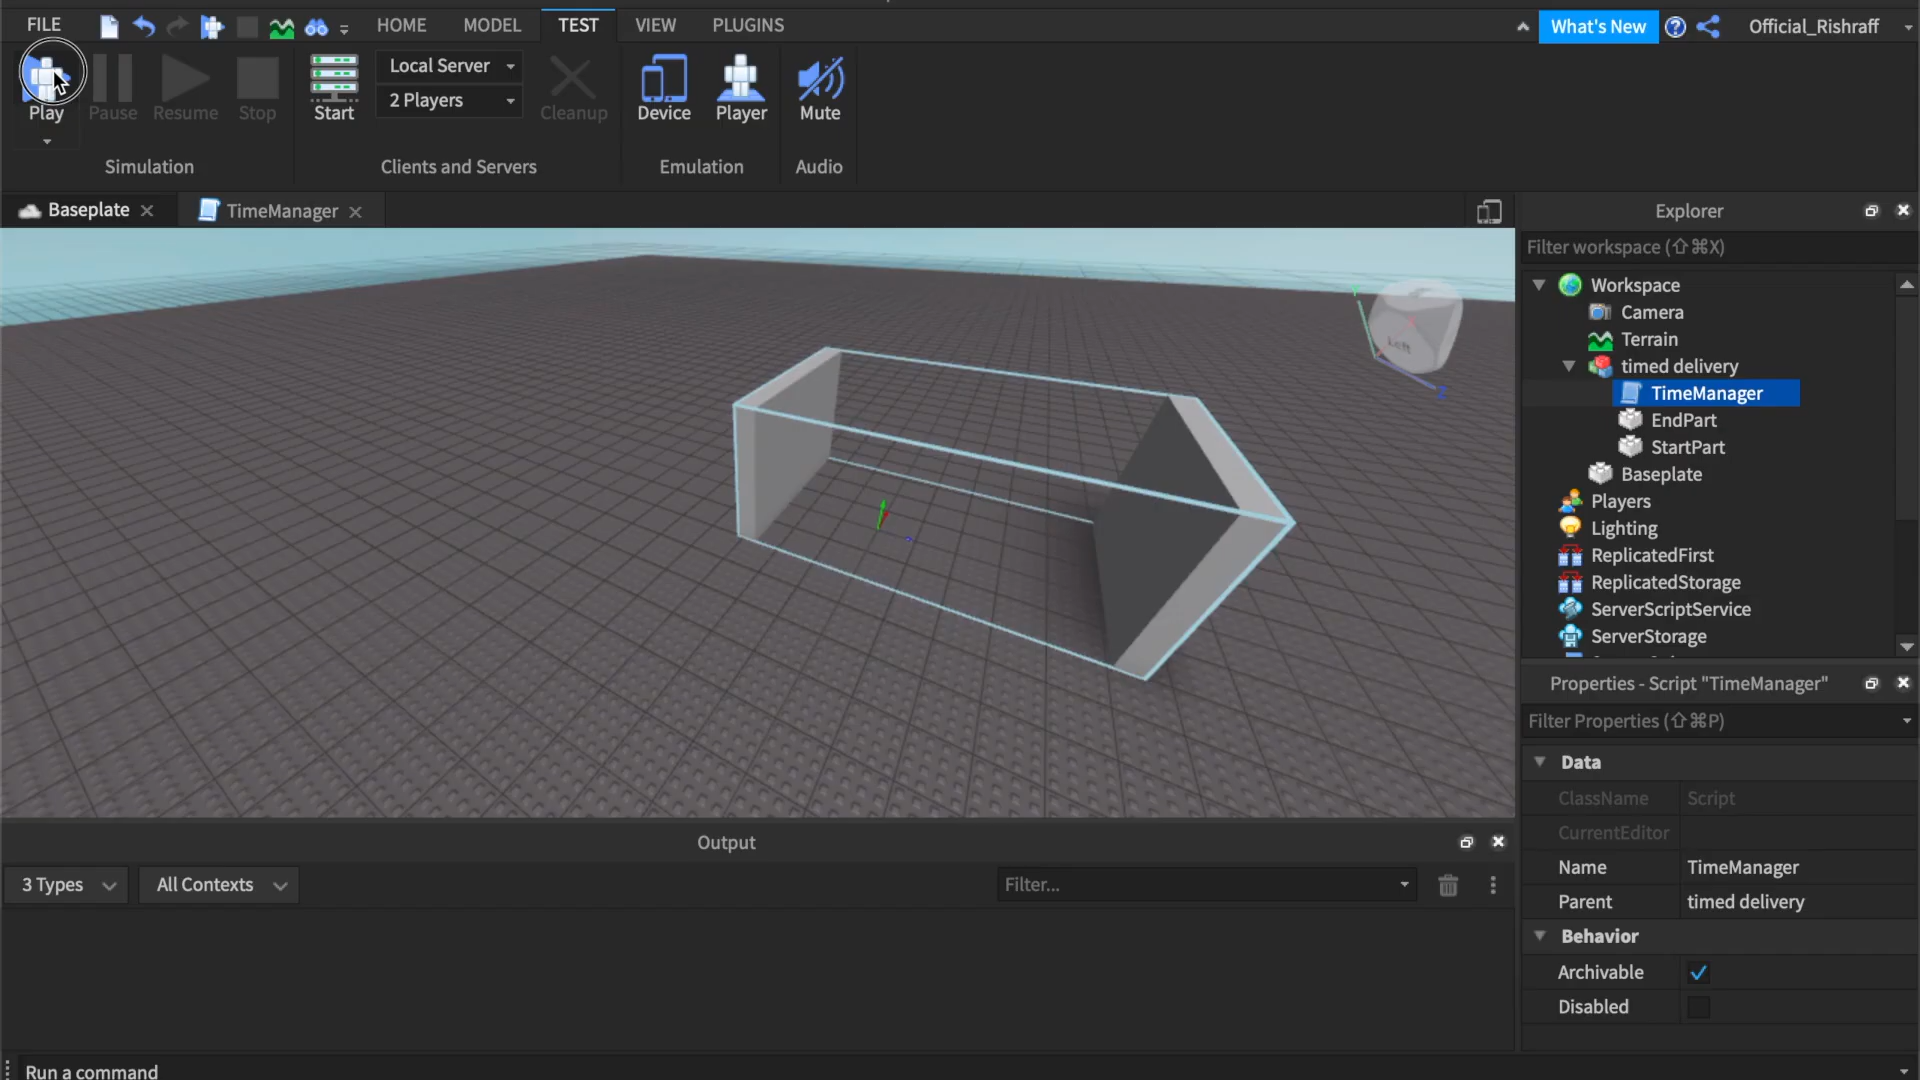 FILE
HOME
MODEL
TEST
VIEW
PLUGINS
What's New
Official_Rishraff
Play
Pause
Resume
Stop
Simulation
Start
Local Server
2 Players
Cleanup
Clients and Servers
Device
Player
Emulation
Mute
Audio
Baseplate
TimeManager
Left
Explorer
Filter workspace (⇧⌘X)
Workspace
Camera
Terrain
timed delivery
TimeManager
EndPart
StartPart
Baseplate
Players
Lighting
ReplicatedFirst
ReplicatedStorage
ServerScriptService
ServerStorage
Properties - Script "TimeManager"
Filter Properties (⇧⌘P)
Data
ClassName Script
CurrentEditor
Name TimeManager
Parent timed delivery
Behavior
Archivable
Disabled
Output
3 Types
All Contexts
Filter...
Run a command